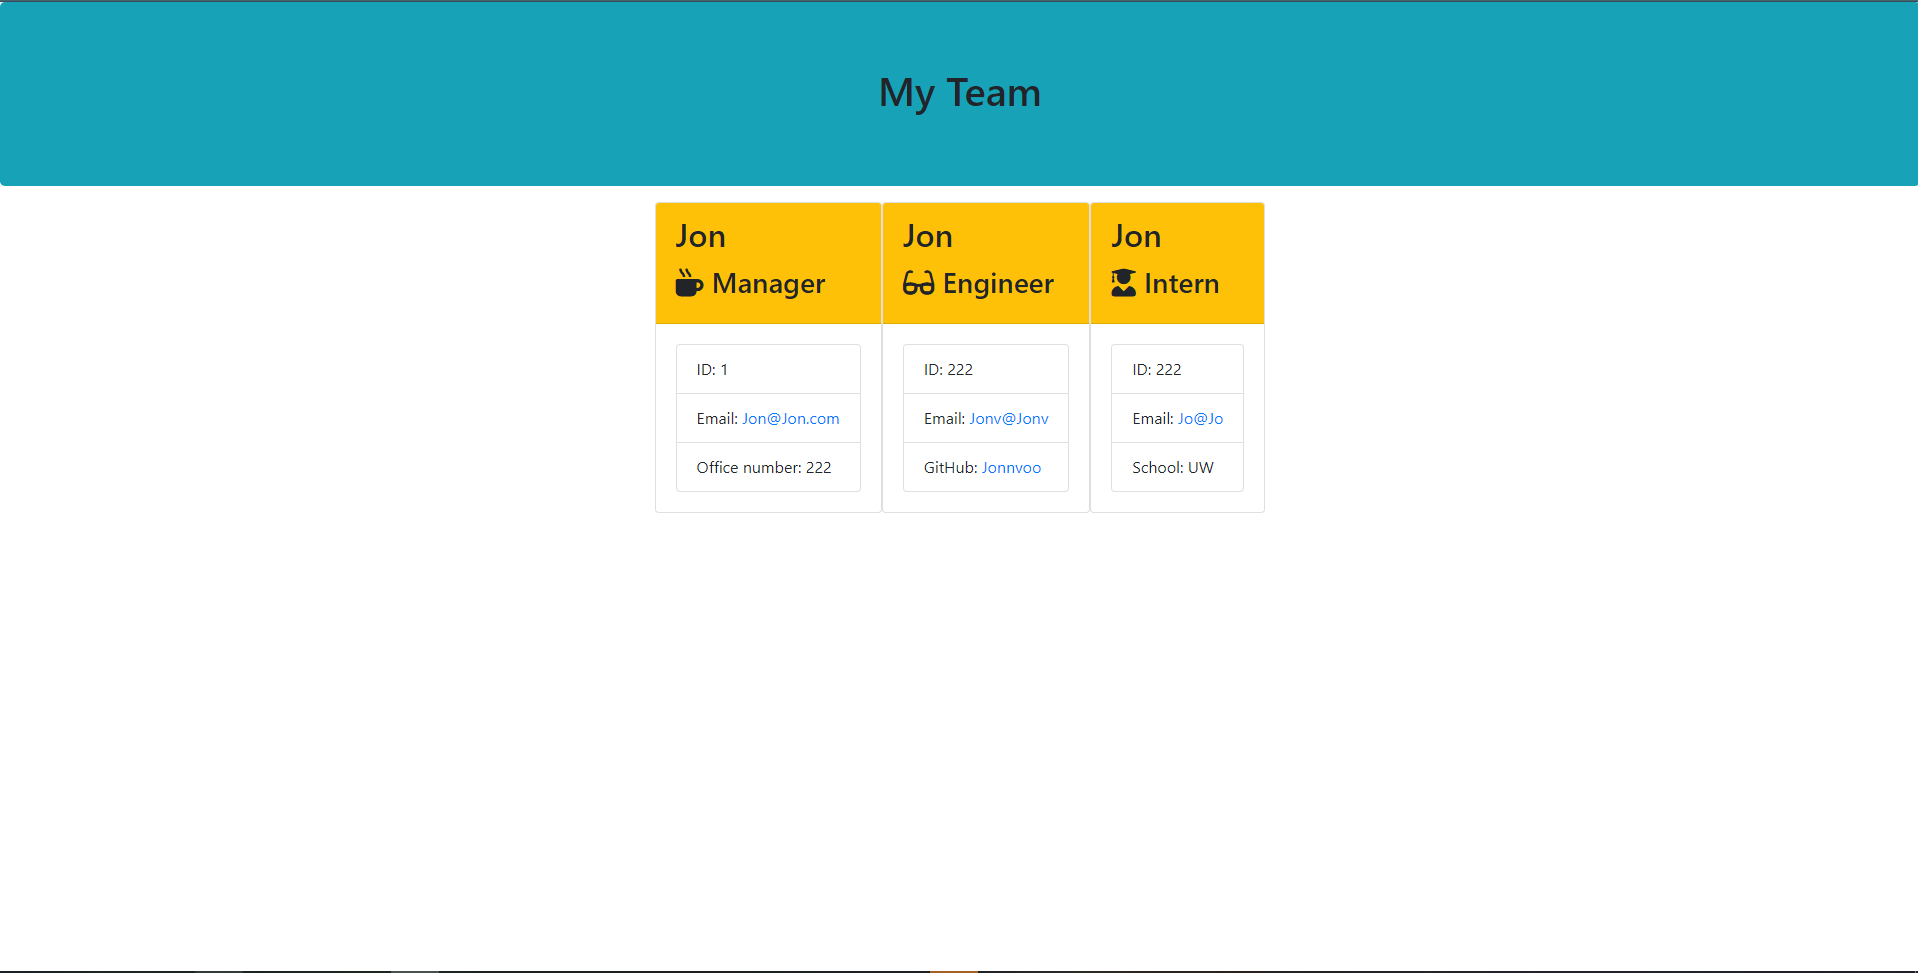 My Team
Jon
Manager
ID: 1
Email: Jon@Jon.com
Office number: 222
Jon
Engineer
ID: 222
Email: Jonv@Jonv
GitHub: Jonnvoo
Jon
Intern
ID: 222
Email: Jo@Jo
School: UW